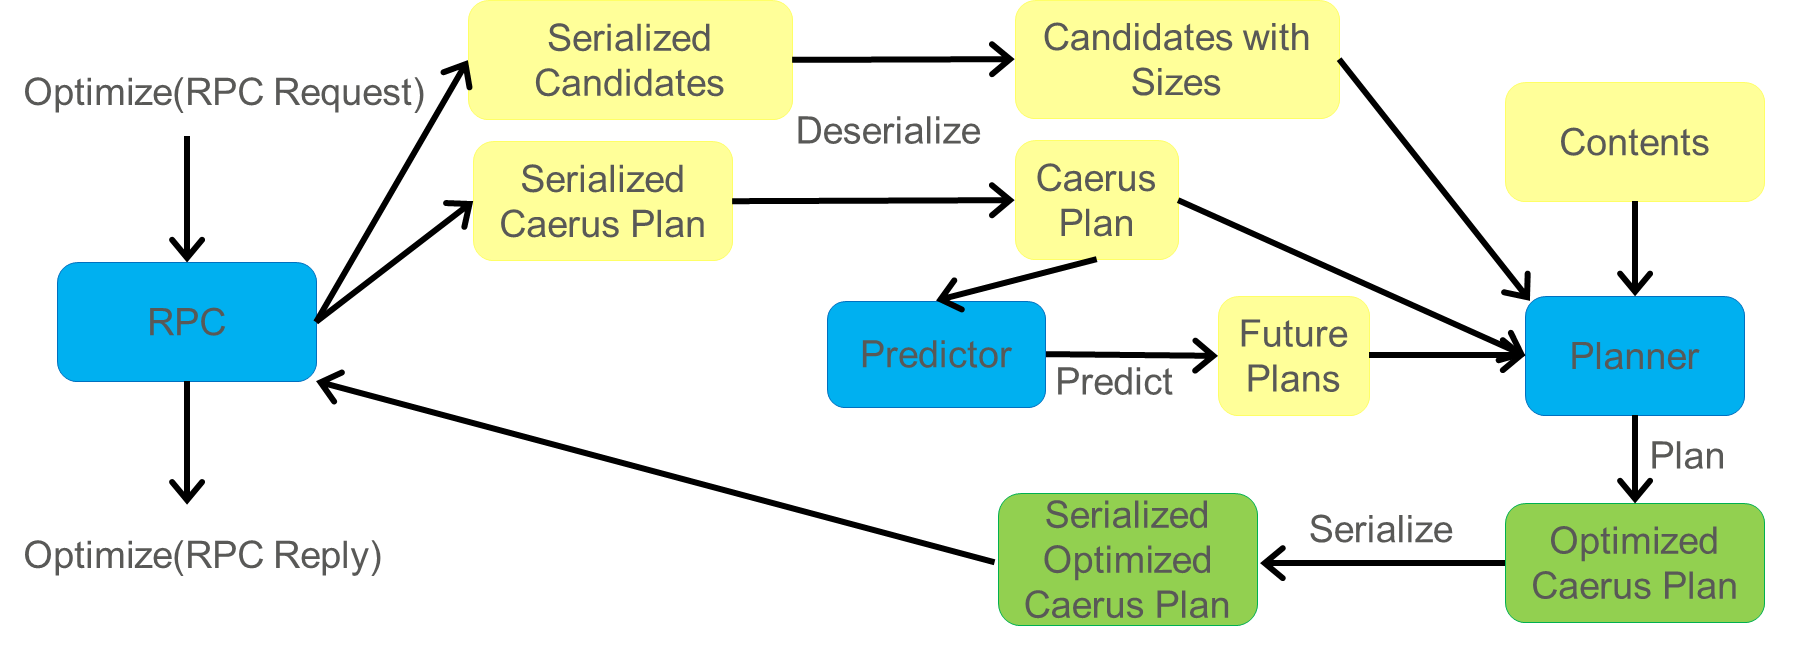 Optimize(RPC Request)
RPC
Optimize(RPC Reply)
Serialized
Candidates
Serialized
Caerus Plan
Deserialize
Candidates with
Sizes
Caerus
Plan
Predictor
Predict
Future
Plans
Contents
Planner
Plan
Optimized
Caerus Plan
Serialize
Serialized
Optimized
Caerus Plan